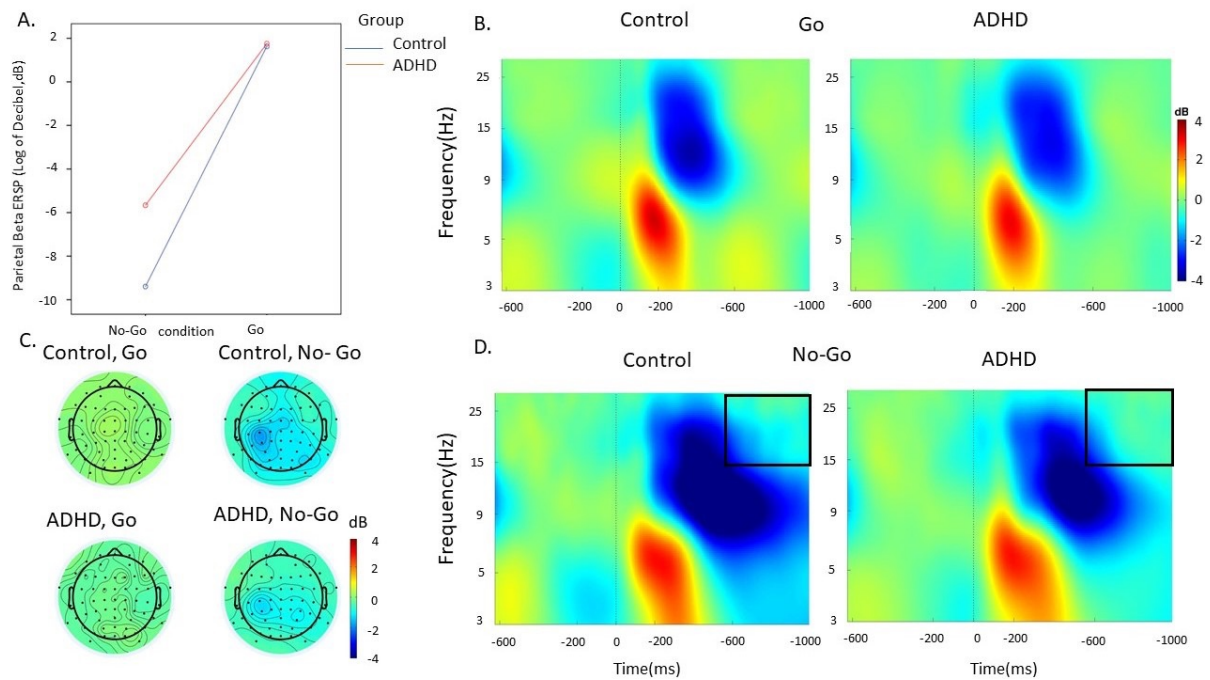 A.
Group
Control
ADHD
Parietal Beta ERSP (Log of Decibel,dB)
2
0
-2
-4
-6
-8
-10
No-Go condition Go
B.
Control Go ADHD
Frequency(Hz)
25
15
9
5
3
-600 -200 0 -200 -600 -1000
25
15
9
5
3
-600 -200 0 -200 -600 -1000
dB
4
2
0
-2
-4
C.
Control, Go Control, No- Go
ADHD, Go ADHD, No-Go
dB
4
2
0
-2
-4
D.
Control No-Go ADHD
Frequency(Hz)
25
15
9
5
3
-600 -200 0 -200 -600 -1000
25
15
9
5
3
-600 -200 0 -200 -600 -1000
Time(ms) Time(ms)